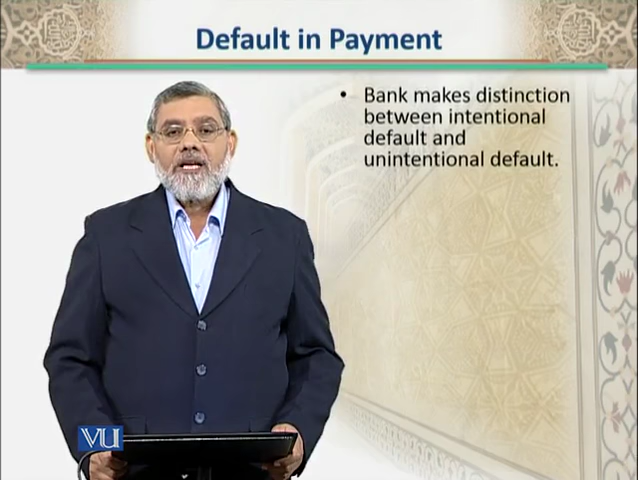 Default in Payment
• Bank makes distinction
between intentional
default and
unintentional default.
VU